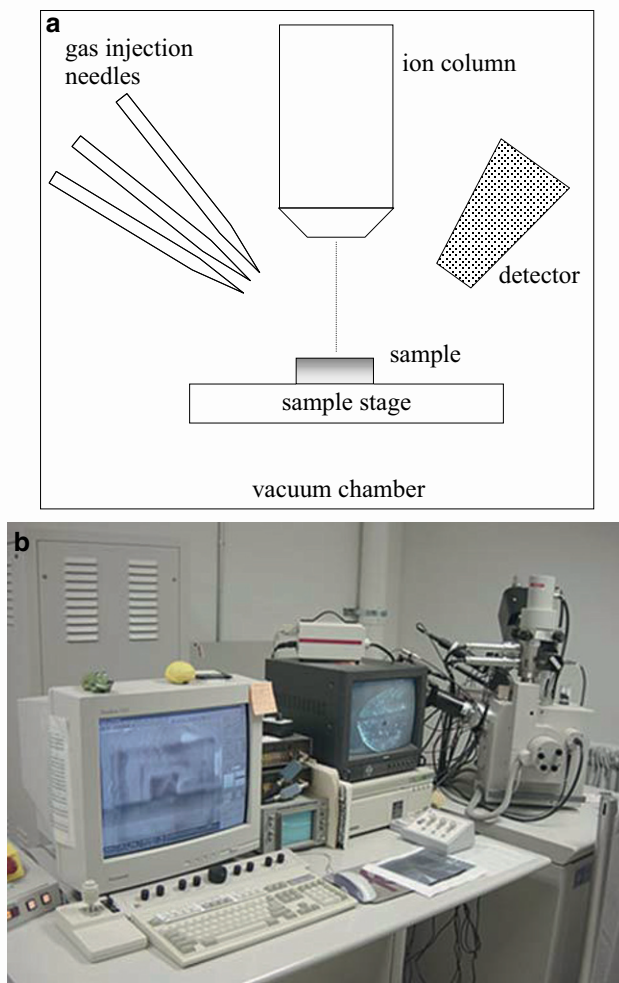 a
gas injection
needles
ion column
detector
sample
sample stage
vacuum chamber
b